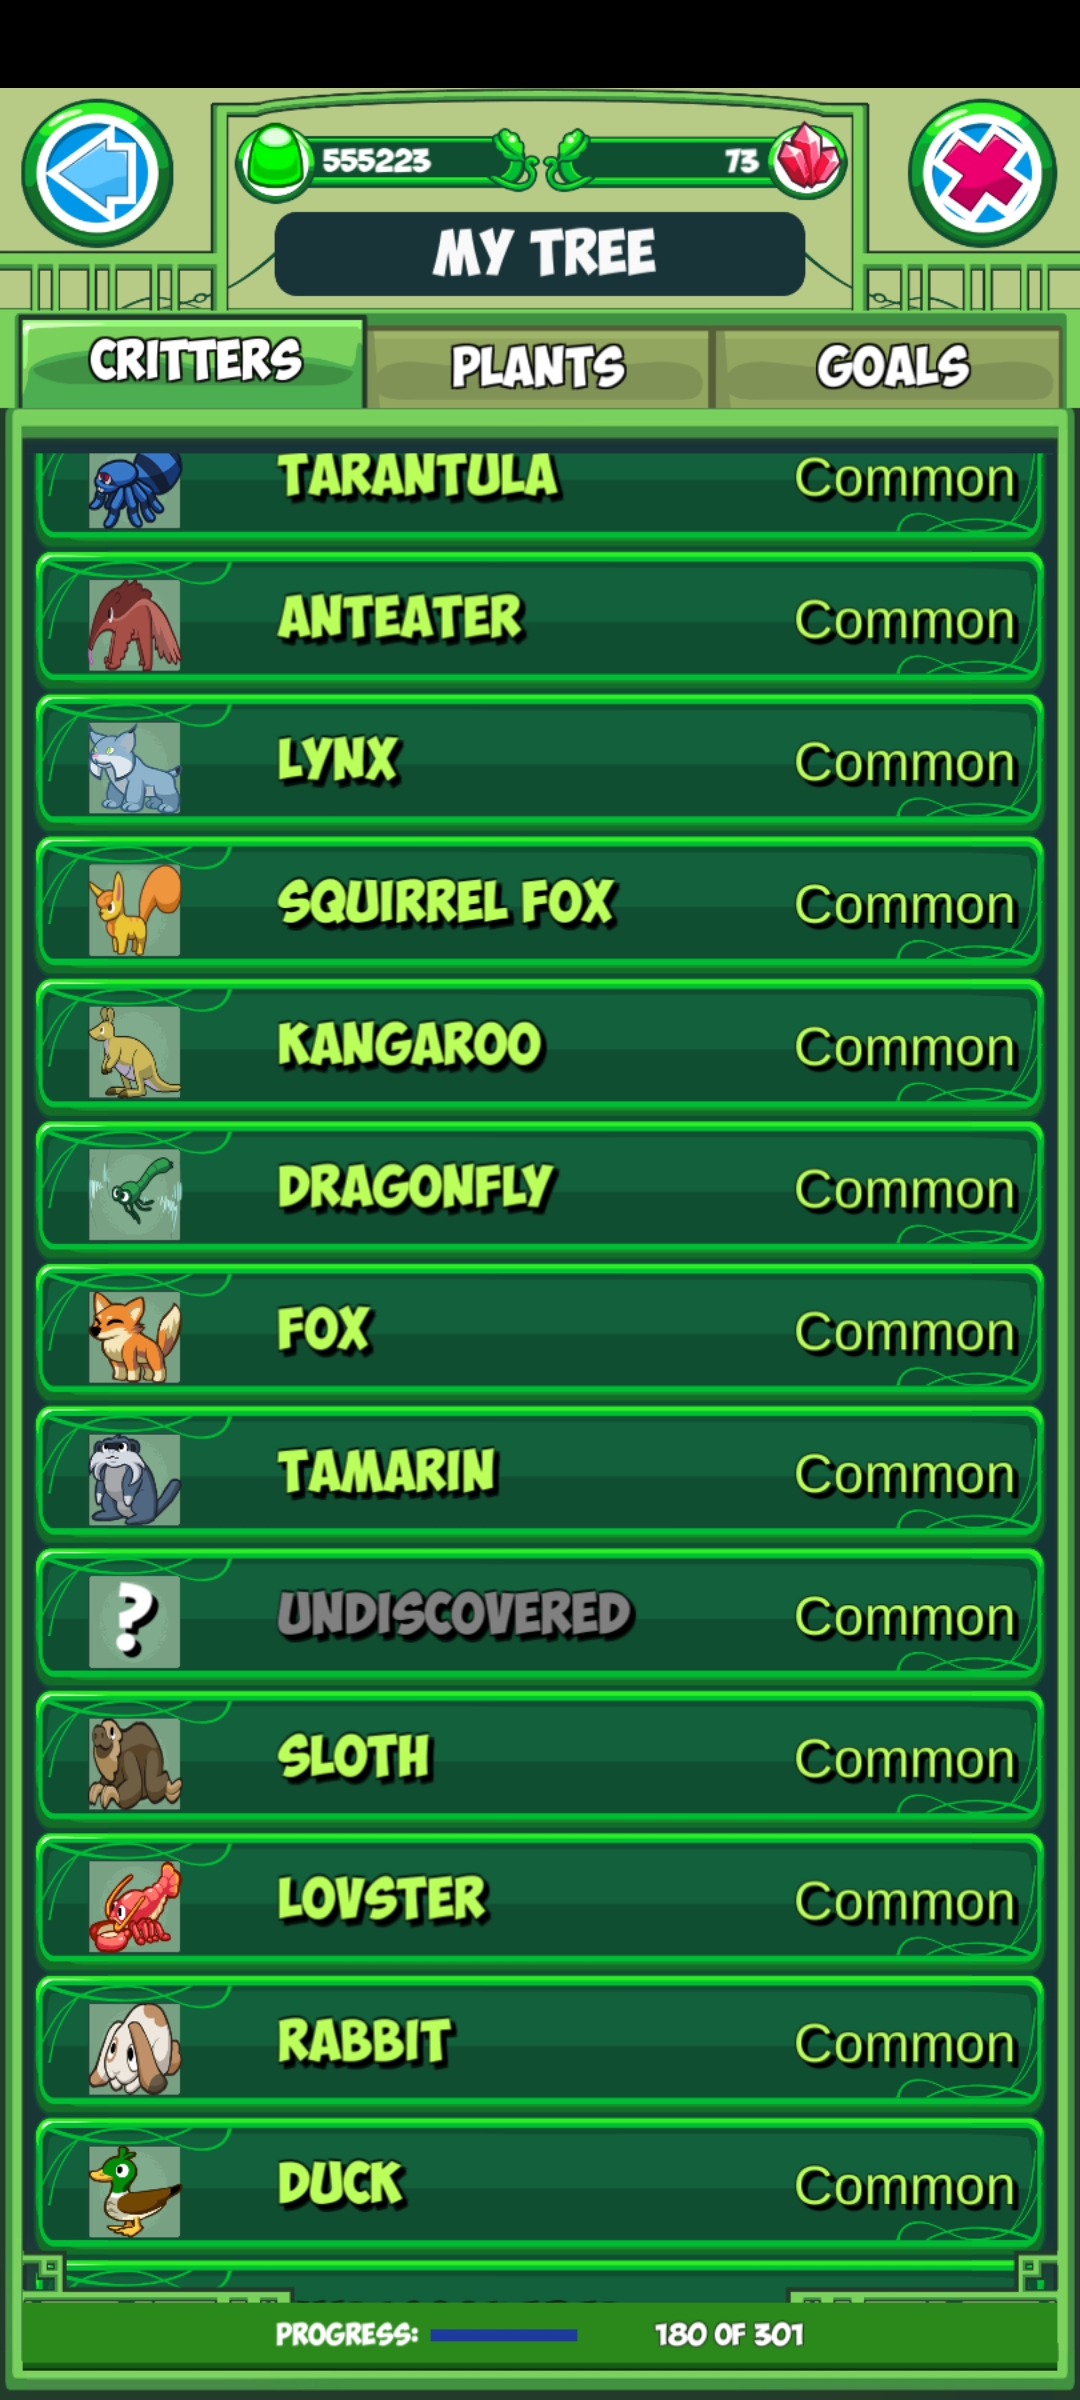 555223
73
MY TREE
CRITTERS
PLANTS
GOALS
TARANTULA Common
ANTEATER Common
LYNX Common
SQUIRREL FOX Common
KANGAROO Common
DRAGONFLY Common
FOX Common
TAMARIN Common
? UNDISCOVERED Common
SLOTH Common
LOVSTER Common
RABBIT Common
DUCK Common
PROGRESS: 180 OF 301